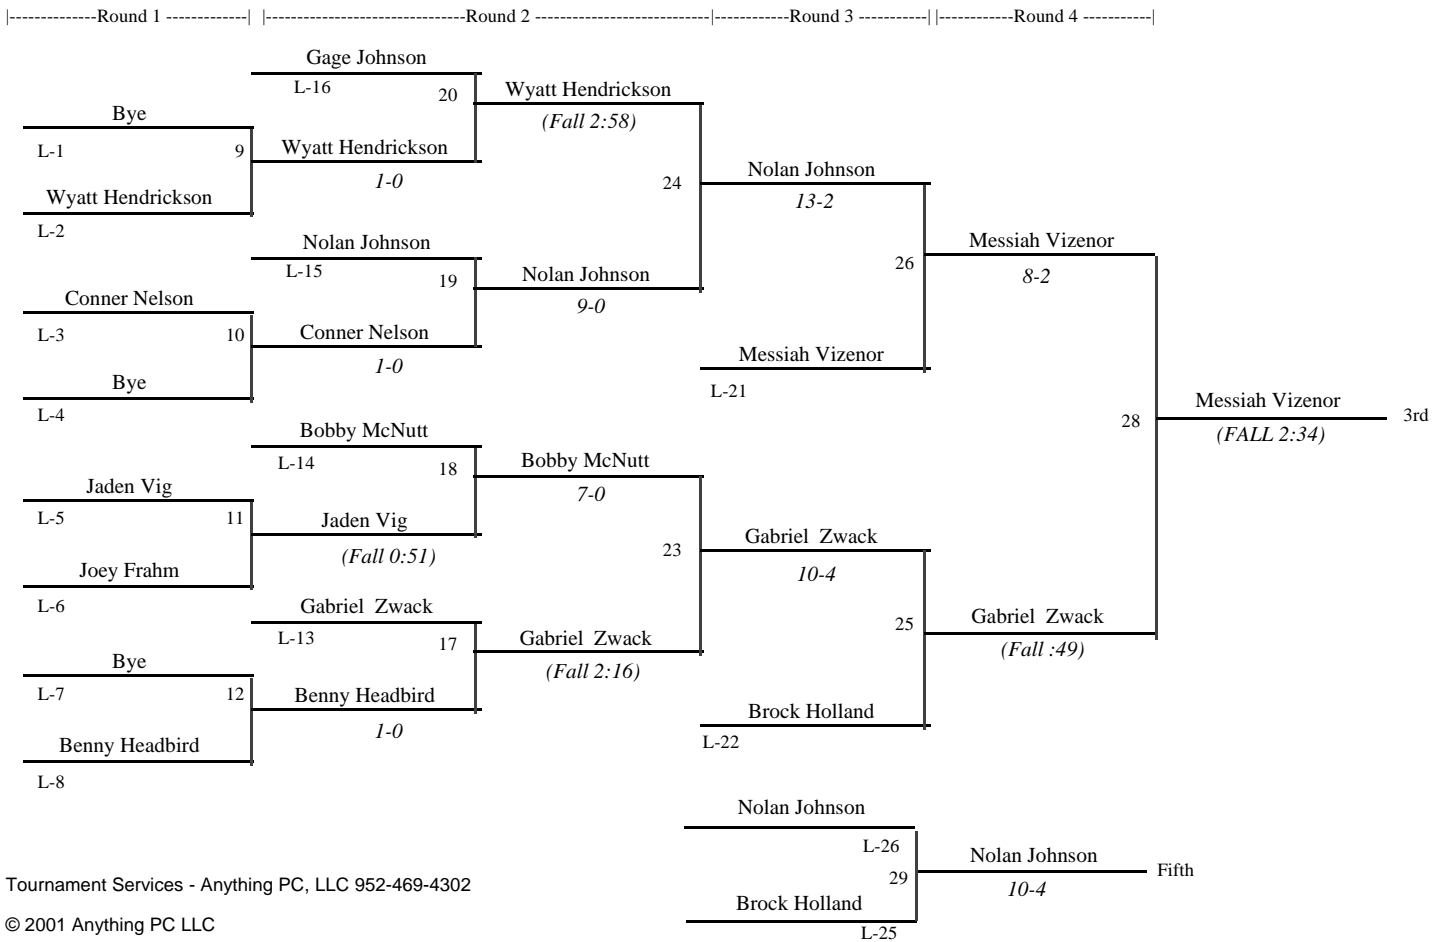 |--------------Round 1 -------------| |--------------------------------Round 2 ----------------------------|------------Round 3 -----------| |------------Round 4 -----------|
Gage Johnson
L-16
20
Wyatt Hendrickson
(Fall 2:58)
Bye
L-1
9
Wyatt Hendrickson
1-0
Wyatt Hendrickson
L-2
24
Nolan Johnson
13-2
Nolan Johnson
L-15
19
Nolan Johnson
9-0
26
Messiah Vizenor
8-2
Conner Nelson
L-3
10
Conner Nelson
1-0
Bye
L-4
Messiah Vizenor
L-21
28
Messiah Vizenor
3rd
(FALL 2:34)
Bobby McNutt
L-14
18
Bobby McNutt
7-0
Jaden Vig
L-5
11
Jaden Vig
(Fall 0:51)
Joey Frahm
L-6
23
Gabriel  Zwack
10-4
Gabriel  Zwack
L-13
17
Gabriel  Zwack
(Fall 2:16)
25
Gabriel  Zwack
(Fall :49)
Bye
L-7
12
Benny Headbird
1-0
Benny Headbird
L-8
Brock Holland
L-22
Nolan Johnson
L-26
29
Nolan Johnson
Fifth
10-4
Brock Holland
L-25
Tournament Services - Anything PC, LLC 952-469-4302
© 2001 Anything PC LLC